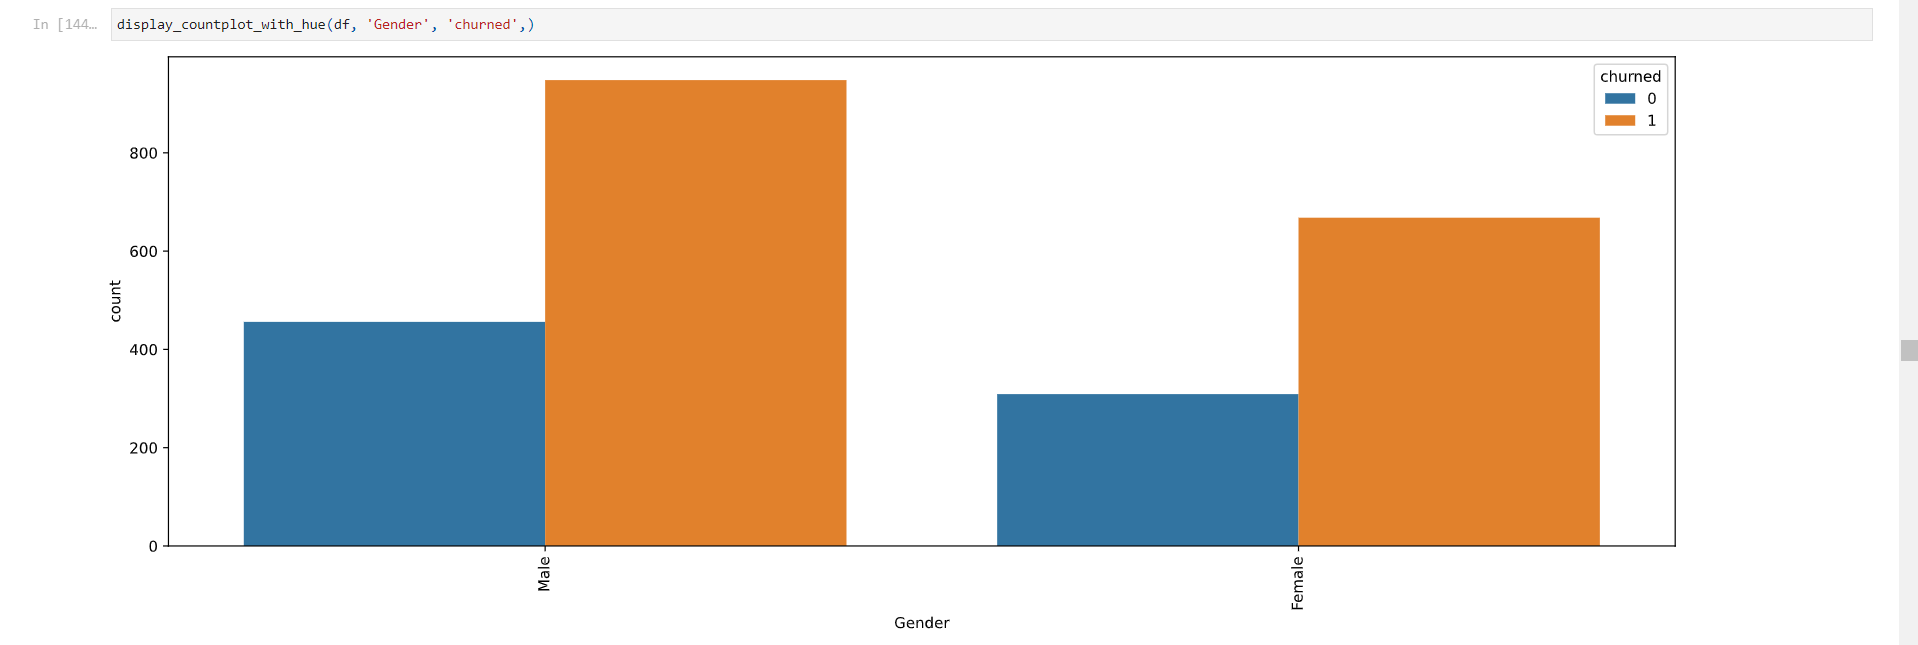 In [144…
display_countplot_with_hue(df, 'Gender', 'churned',)
churned
0
1
800
600
400
200
0
count
Male
Female
Gender